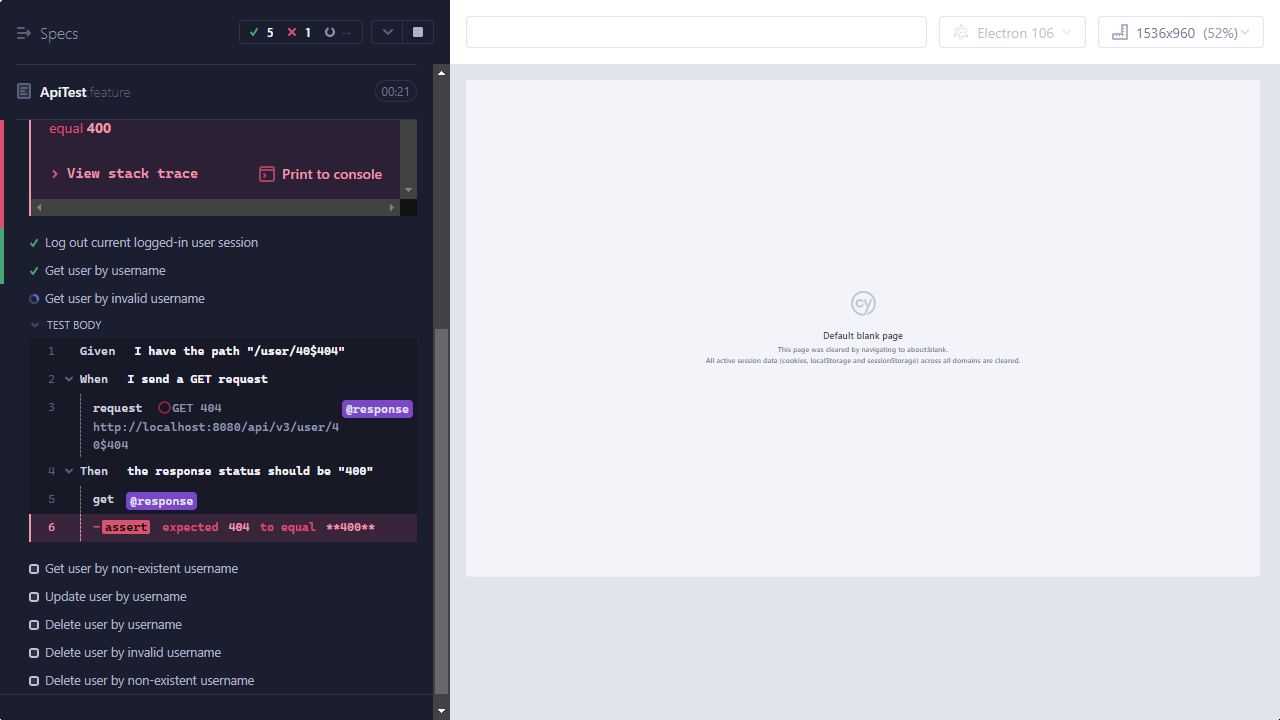 Specs
5 1 --
Electron 106
1536x960 (52%)
ApiTest.feature
00:21
equal 400
View stack trace
Print to console
Log out current logged-in user session
Get user by username
Get user by invalid username
TEST BODY
1 Given I have the path "/user/40$404"
2 When I send a GET request
3 request GET 404 @response
http://localhost:8080/api/v3/user/4
0$404
4 Then the response status should be "400"
5 get @response
6 -assert expected 404 to equal **400**
Get user by non-existent username
Update user by username
Delete user by username
Delete user by invalid username
Delete user by non-existent username
cy
Default blank page
This page was cleared by navigating to about:blank.
All active session data (cookies, localStorage and sessionStorage) across all domains are cleared.